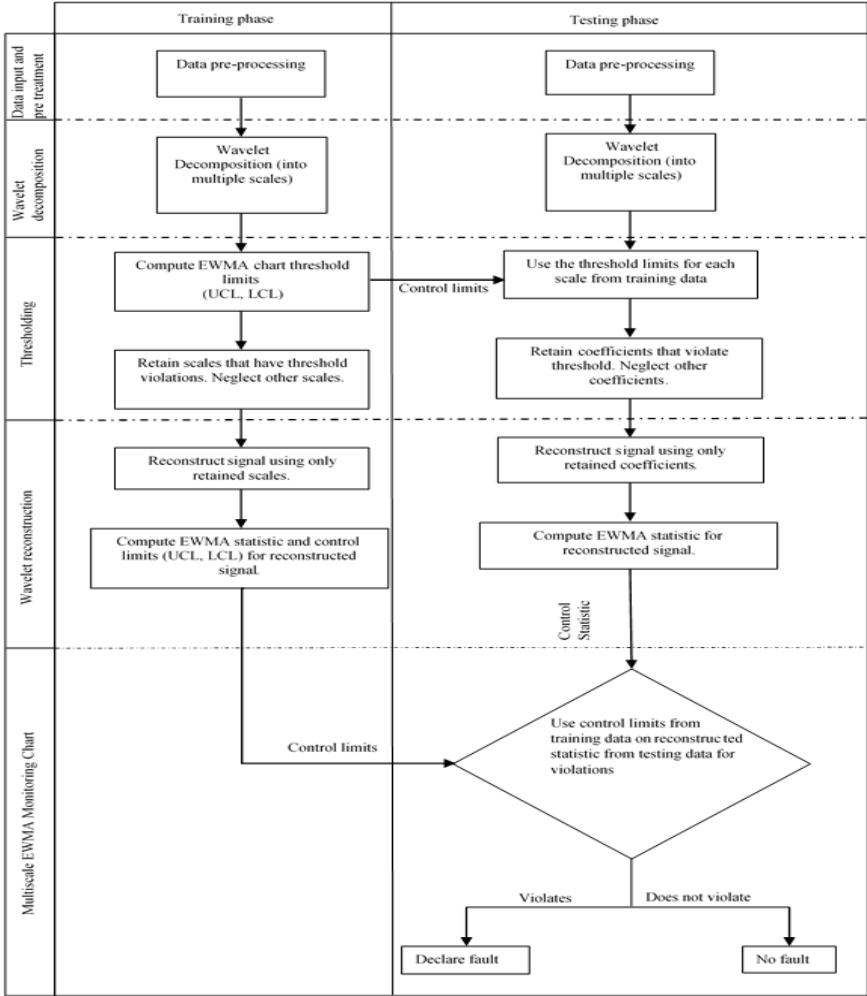 Training phase
Testing phase
Data input and
pre treatment
Data pre-processing
Data pre-processing
Wavelet
decomposition
Wavelet
Decomposition (into
multiple scales)
Wavelet
Decomposition (into
multiple scales)
Thresholding
Compute EWMA chart threshold
limits
(UCL, LCL)
Control limits
Use the threshold limits for each
scale from training data
Retain scales that have threshold
violations. Neglect other scales.
Retain coefficients that violate
threshold. Neglect other
coefficients.
Wavelet reconstruction
Reconstruct signal using only
retained scales.
Reconstruct signal using only
retained coefficients.
Compute EWMA statistic and control
limits (UCL, LCL) for reconstructed
signal.
Compute EWMA statistic for
reconstructed signal.
Control
Statistic
Multiscale EWMA Monitoring Chart
Control limits
Use control limits from
training data on reconstructed
statistic from testing data for
violations
Violates
Does not violate
Declare fault
No fault